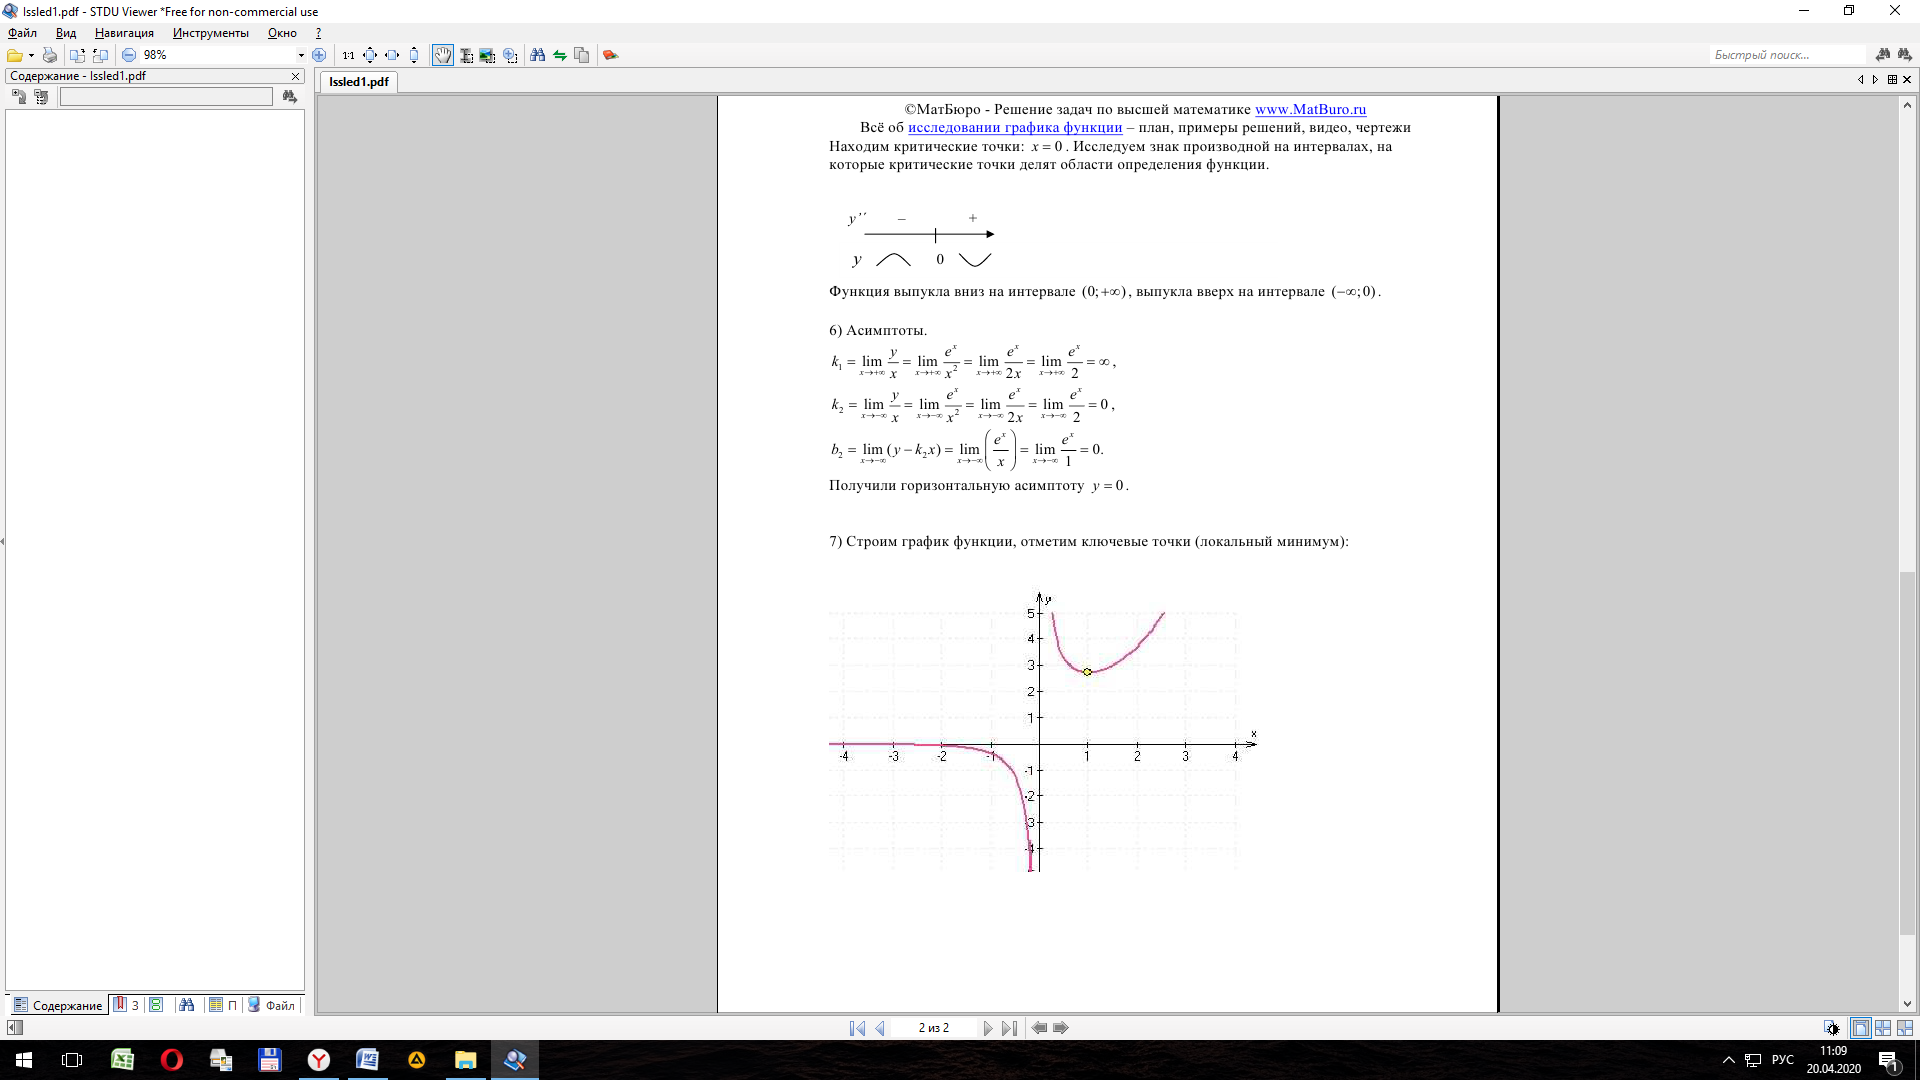 Issled1.pdf - STDU Viewer *Free for non-commercial use
Файл Вид Навигация Инструменты Окно ?
98% 1:1 Быстрый поиск...
Содержание - Issled1.pdf
Issled1.pdf
©МатБюро - Решение задач по высшей математике www.MatBuro.ru
Всё об исследовании графика функции – план, примеры решений, видео, чертежи
Находим критические точки: x = 0 . Исследуем знак производной на интервалах, на
которые критические точки делят области определения функции.
y'' – +
y 0
Функция выпукла вниз на интервале (0; +∞) , выпукла вверх на интервале (−∞; 0) .
6) Асимптоты.
k₁ = lim x→+∞ y/x = lim x→+∞ eˣ/x² = lim x→+∞ eˣ/2x = lim x→+∞ eˣ/2 = ∞ ,
k₂ = lim x→−∞ y/x = lim x→−∞ eˣ/x² = lim x→−∞ eˣ/2x = lim x→−∞ eˣ/2 = 0 ,
b₂ = lim x→−∞ (y − k₂x) = lim x→−∞ (eˣ/x) = lim x→−∞ eˣ/1 = 0.
Получили горизонтальную асимптоту y = 0 .
7) Строим график функции, отметим ключевые точки (локальный минимум):
y
5
4
3
2
1
x
-4 -3 -2 -1 1 2 3 4
-1
-2
-3
-4
Содержание З П Файл
2 из 2
РУС
11:09
20.04.2020
1